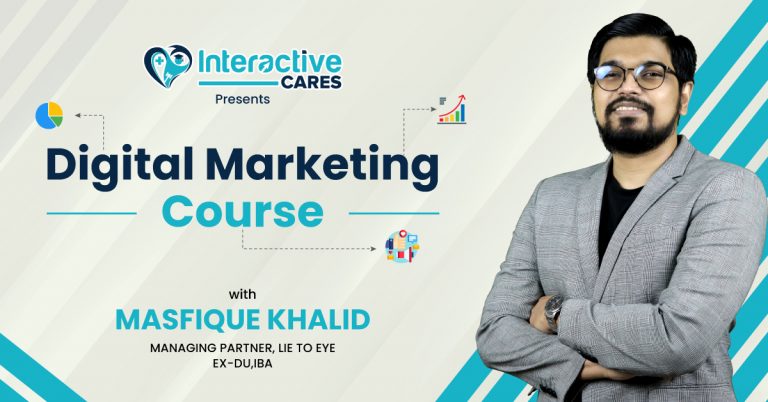 Interactive
CARES
Presents
Digital Marketing
Course
with
MASFIQUE KHALID
MANAGING PARTNER, LIE TO EYE
EX-DU,IBA